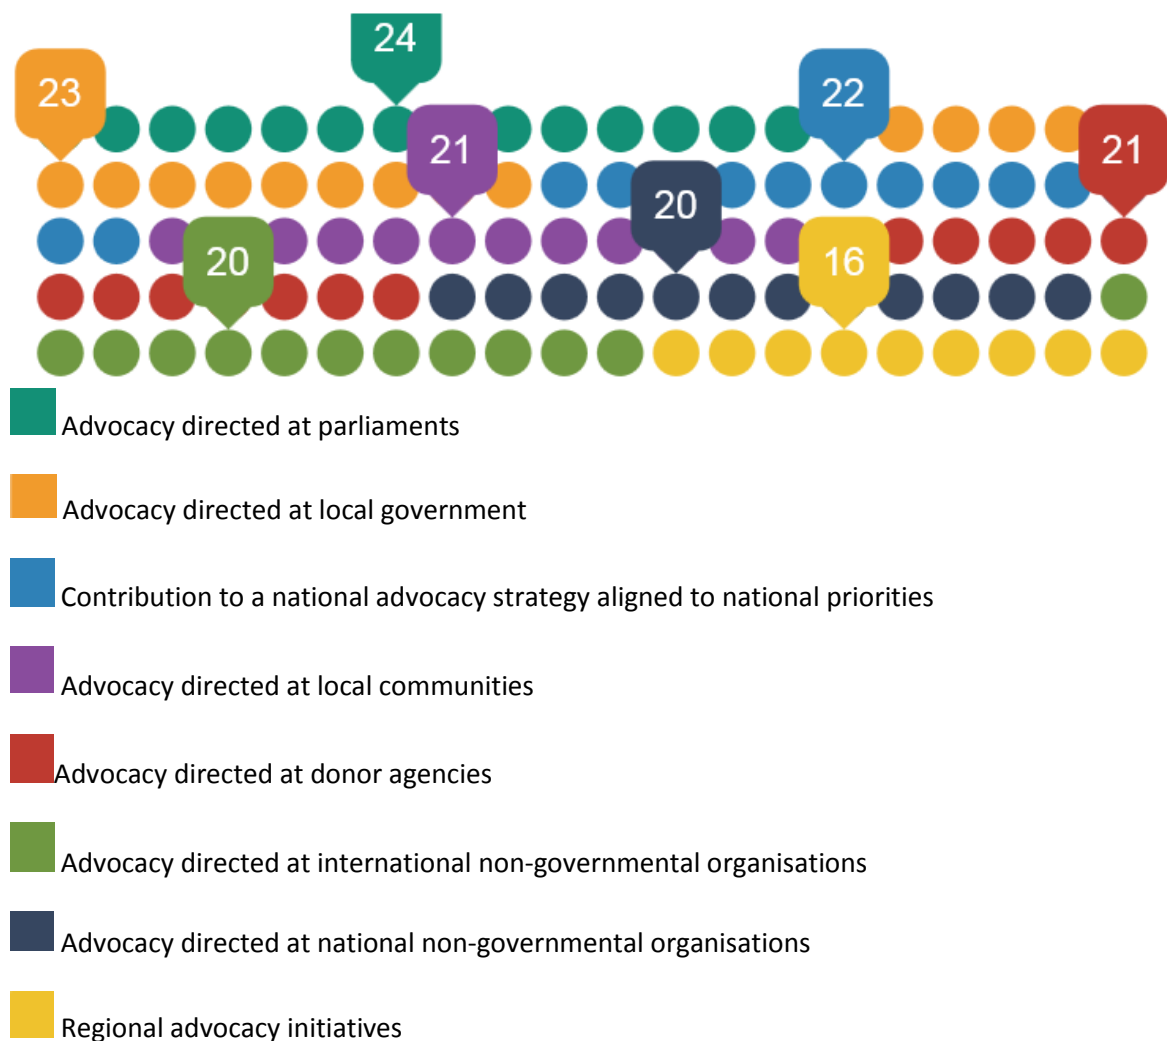 24
23
22
21
21
20
20
16
Advocacy directed at parliaments
Advocacy directed at local government
Contribution to a national advocacy strategy aligned to national priorities
Advocacy directed at local communities
Advocacy directed at donor agencies
Advocacy directed at international non-governmental organisations
Advocacy directed at national non-governmental organisations
Regional advocacy initiatives